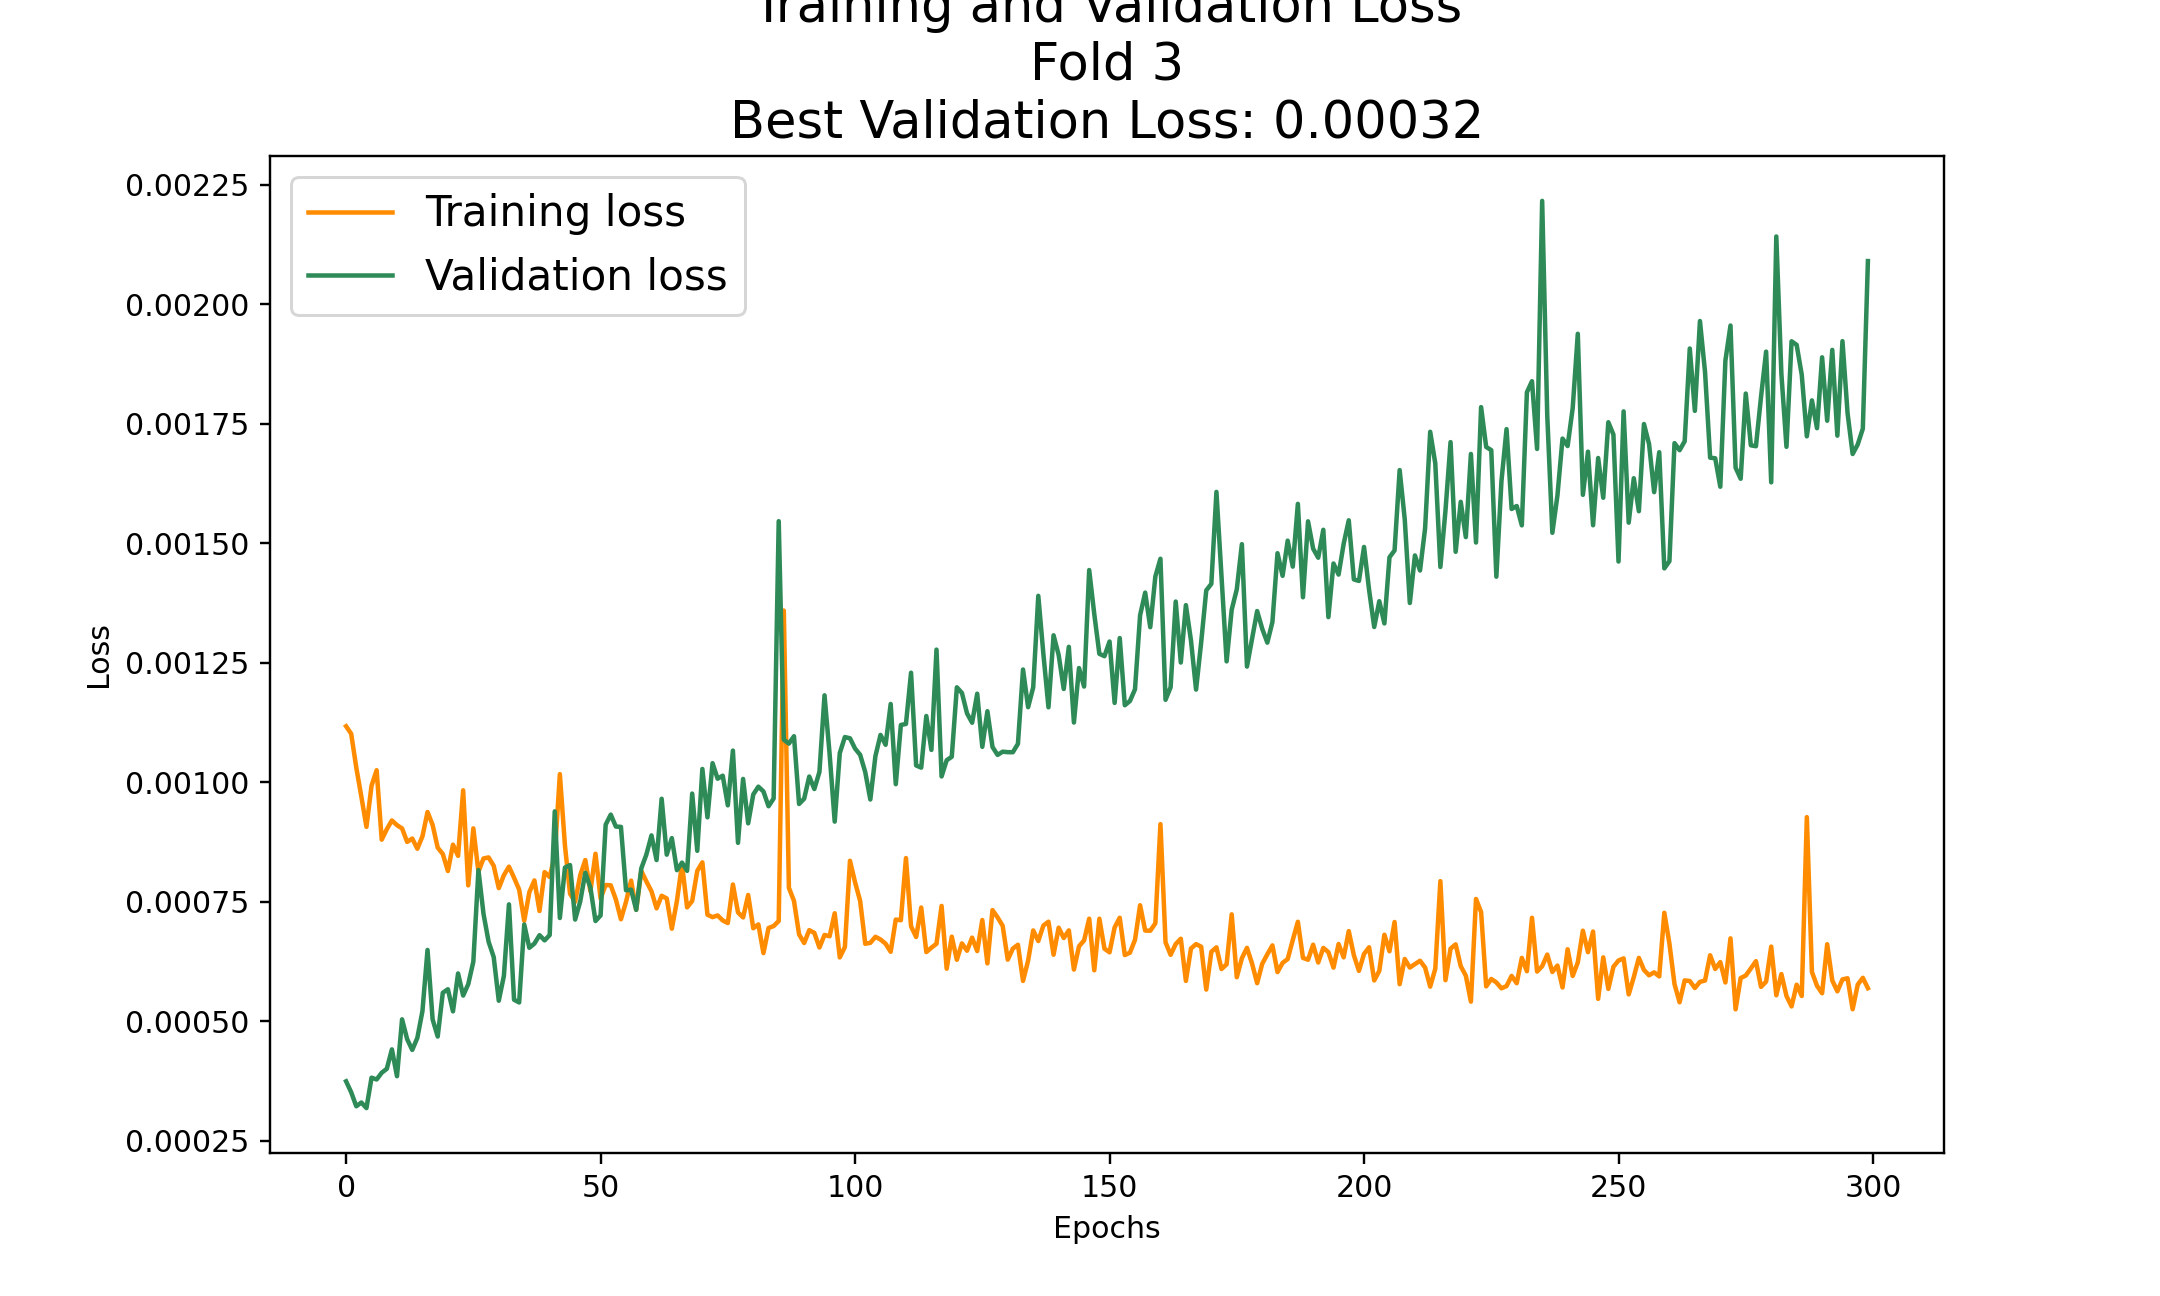 Training and Validation Loss
Fold 3
Best Validation Loss: 0.00032
Training loss
Validation loss
0.00225
0.00200
0.00175
0.00150
0.00125
0.00100
0.00075
0.00050
0.00025
Loss
0 50 100 150 200 250 300
Epochs